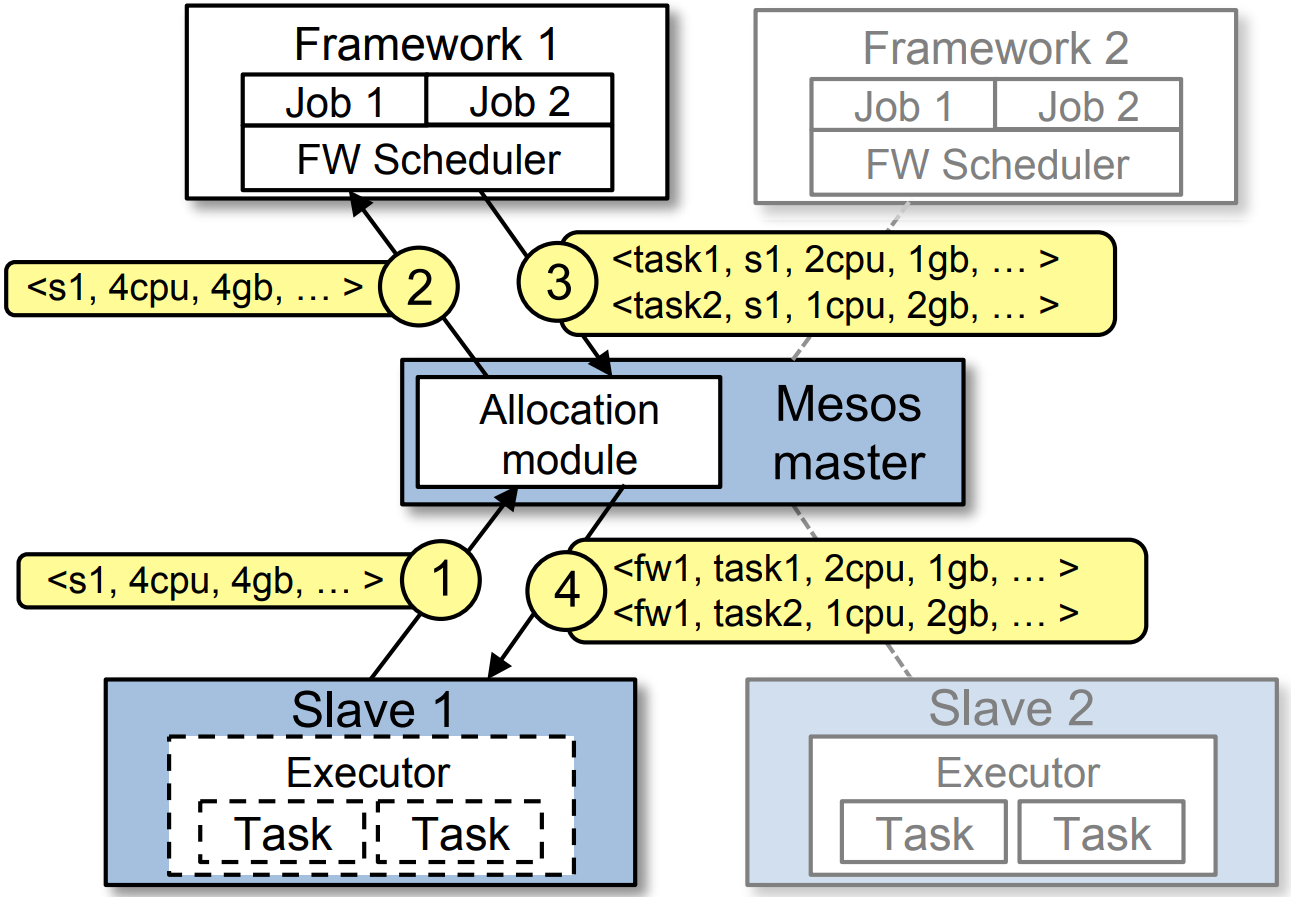 Framework 1
Job 1
Job 2
FW Scheduler
Framework 2
Job 1
Job 2
FW Scheduler
<s1, 4cpu, 4gb, … >
2
3
<task1, s1, 2cpu, 1gb, … >
<task2, s1, 1cpu, 2gb, … >
Allocation
module
Mesos
master
<s1, 4cpu, 4gb, … >
1
4
<fw1, task1, 2cpu, 1gb, … >
<fw1, task2, 1cpu, 2gb, … >
Slave 1
Executor
Task
Task
Slave 2
Executor
Task
Task